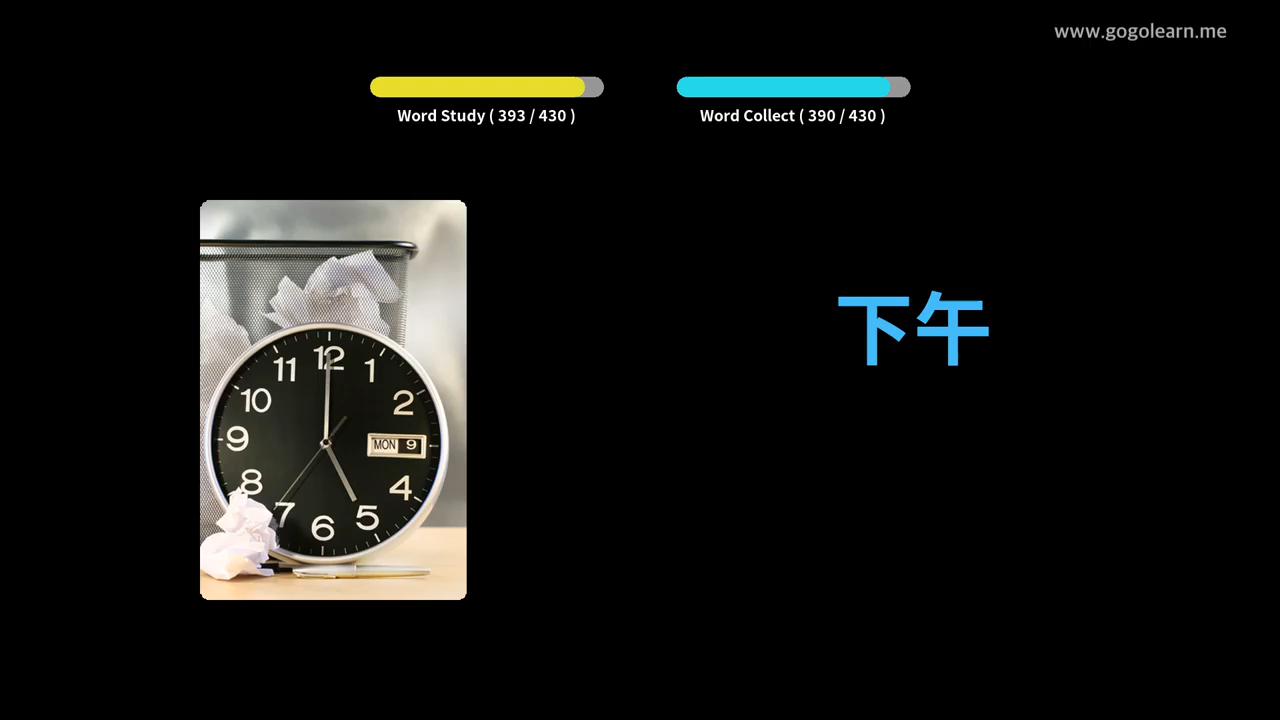 www.gogolearn.me
Word Study ( 393 / 430 )
Word Collect ( 390 / 430 )
12
11
1
10
2
9
MON 9
8
4
7
5
6
下午